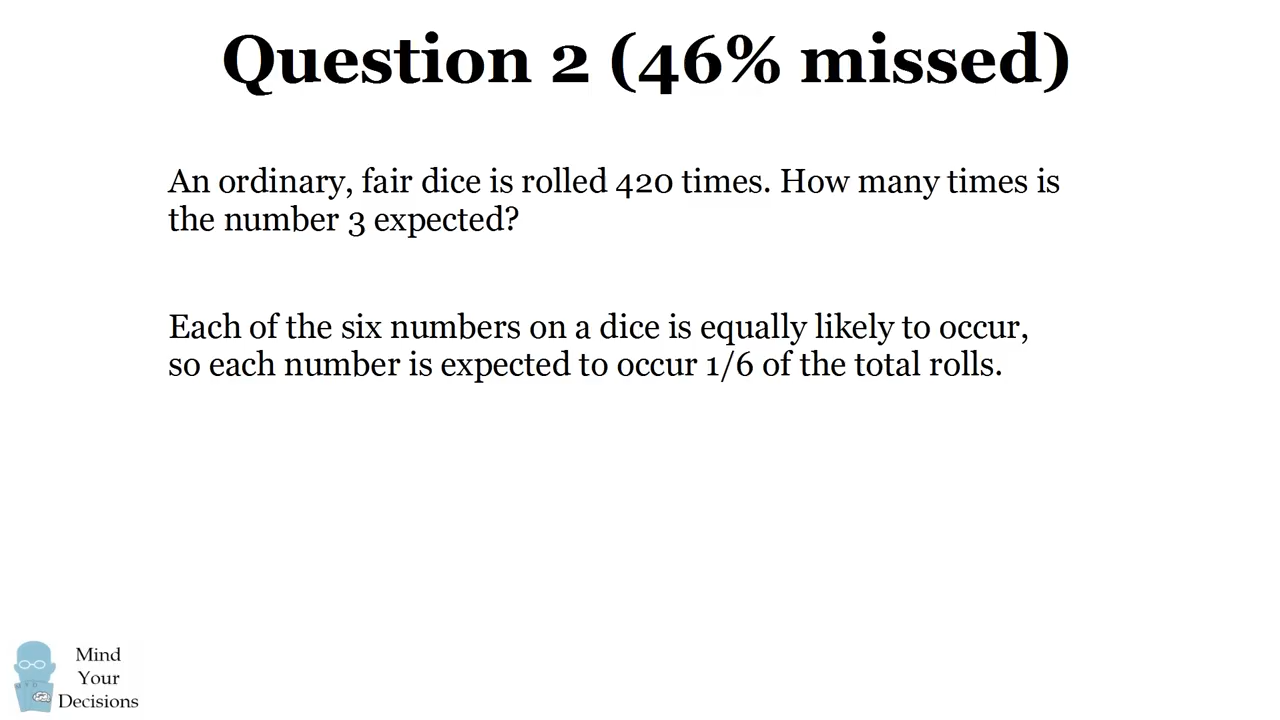 Question 2 (46% missed)
An ordinary, fair dice is rolled 420 times. How many times is
the number 3 expected?
Each of the six numbers on a dice is equally likely to occur,
so each number is expected to occur 1/6 of the total rolls.
Mind
Your
Decisions